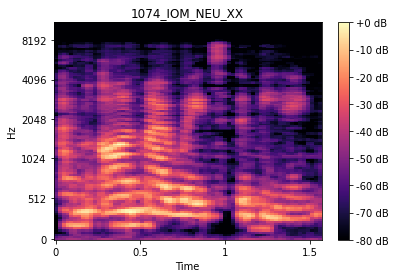 1074_IOM_NEU_XX
+0 dB
8192
-10 dB
4096
-20 dB
-30 dB
2048
Hz
-40 dB
1024
-50 dB
512
-60 dB
-70 dB
0
-80 dB
0
0.5
1
1.5
Time